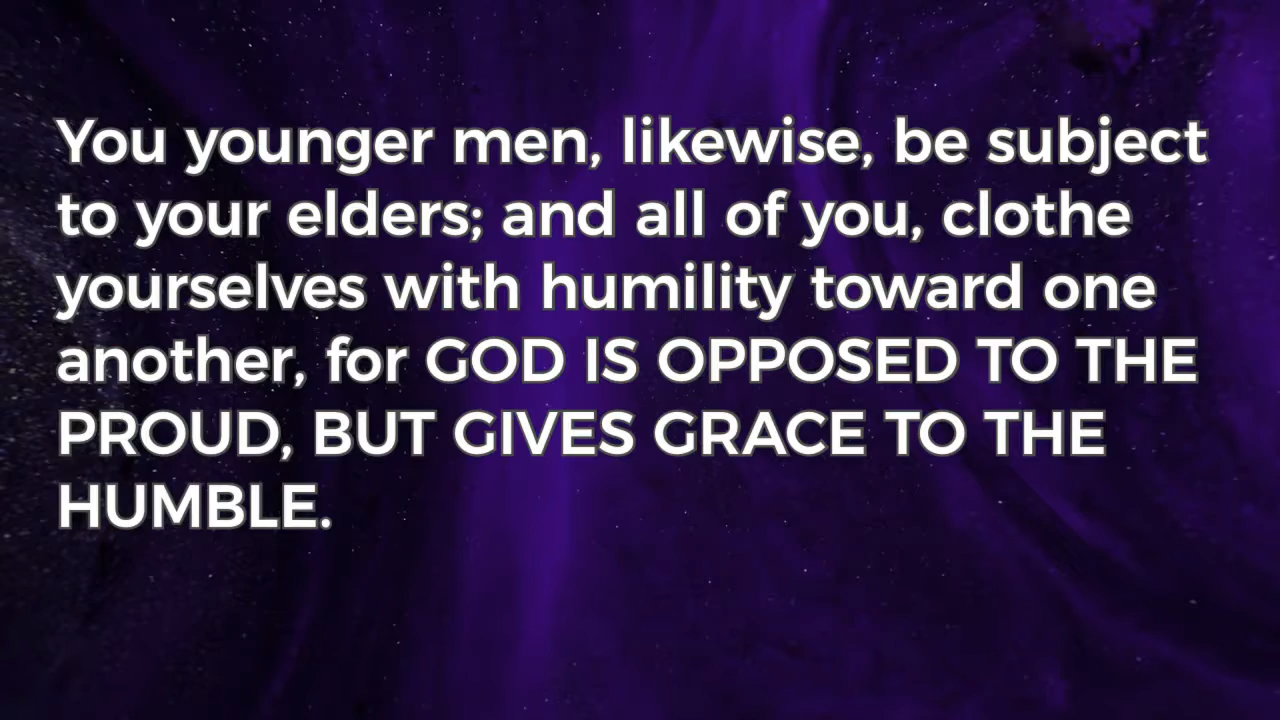 You younger men, likewise, be subject
to your elders; and all of you, clothe
yourselves with humility toward one
another, for GOD IS OPPOSED TO THE
PROUD, BUT GIVES GRACE TO THE
HUMBLE.